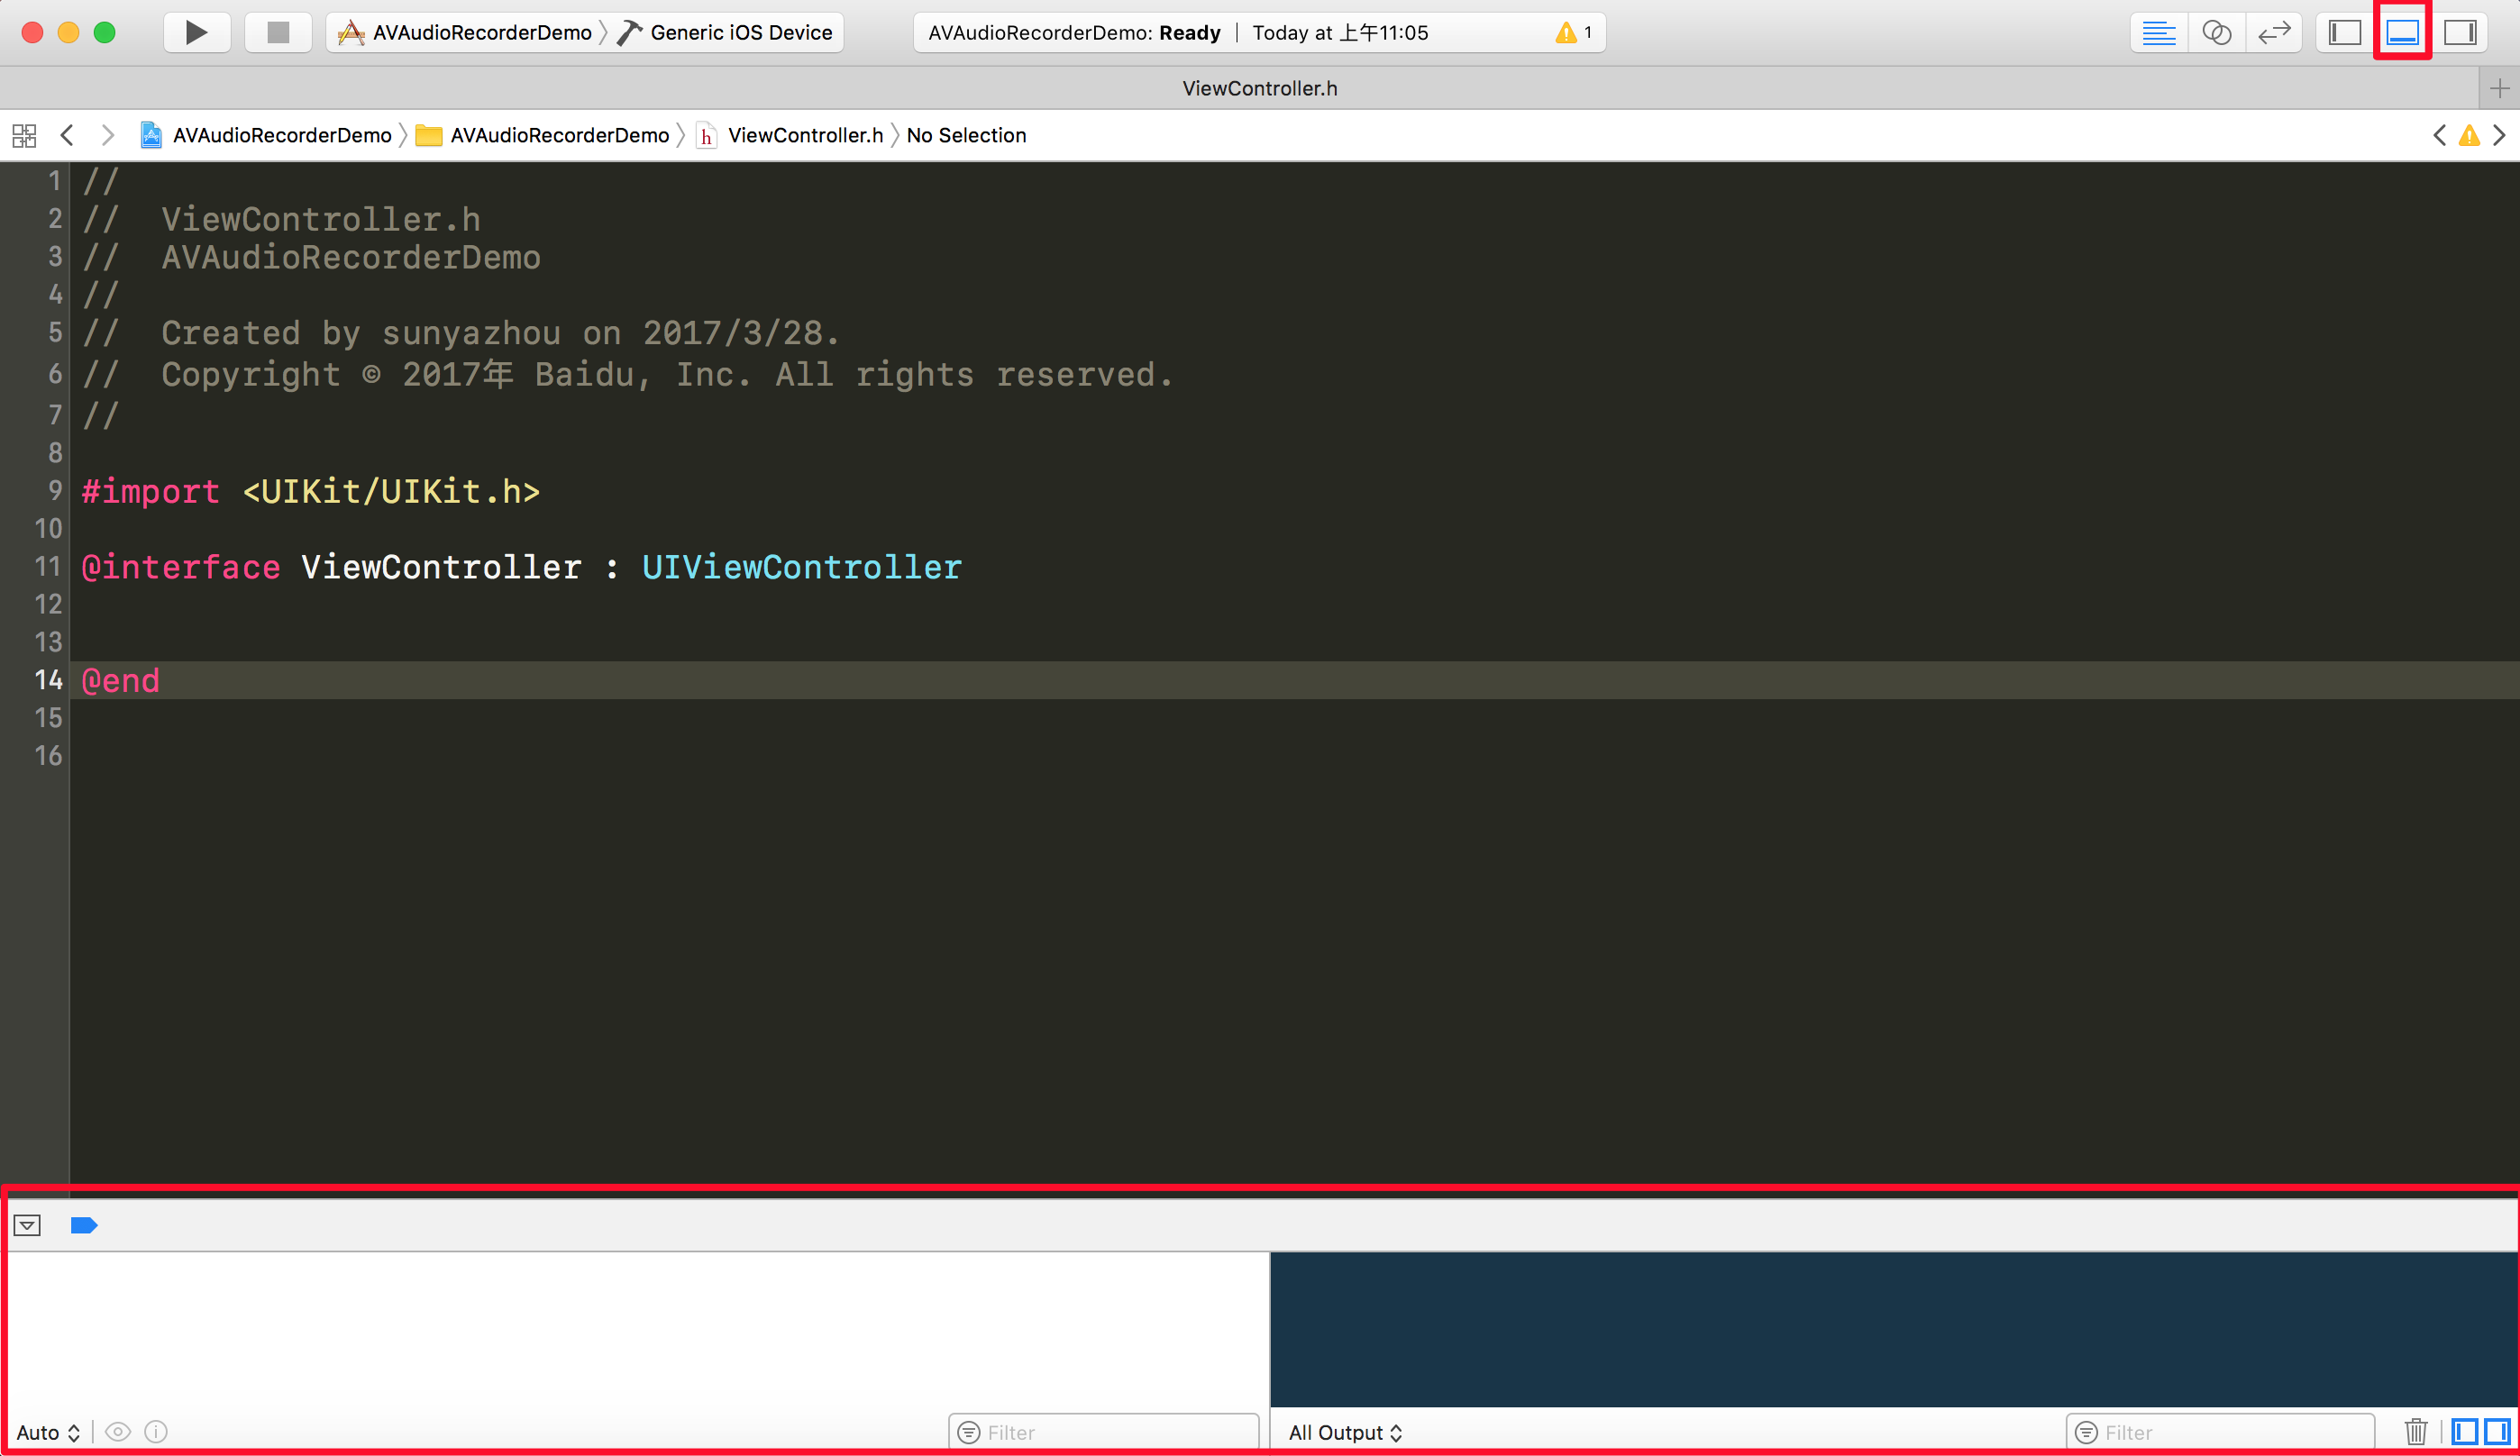 AVAudioRecorderDemo Generic iOS Device AVAudioRecorderDemo: Ready | Today at 上午11:05 1
ViewController.h
AVAudioRecorderDemo AVAudioRecorderDemo h ViewController.h No Selection
1 //
2 //  ViewController.h
3 //  AVAudioRecorderDemo
4 //
5 //  Created by sunyazhou on 2017/3/28.
6 //  Copyright © 2017年 Baidu, Inc. All rights reserved.
7 //
8
9 #import <UIKit/UIKit.h>
10
11 @interface ViewController : UIViewController
12
13
14 @end
15
16
Auto Filter All Output Filter